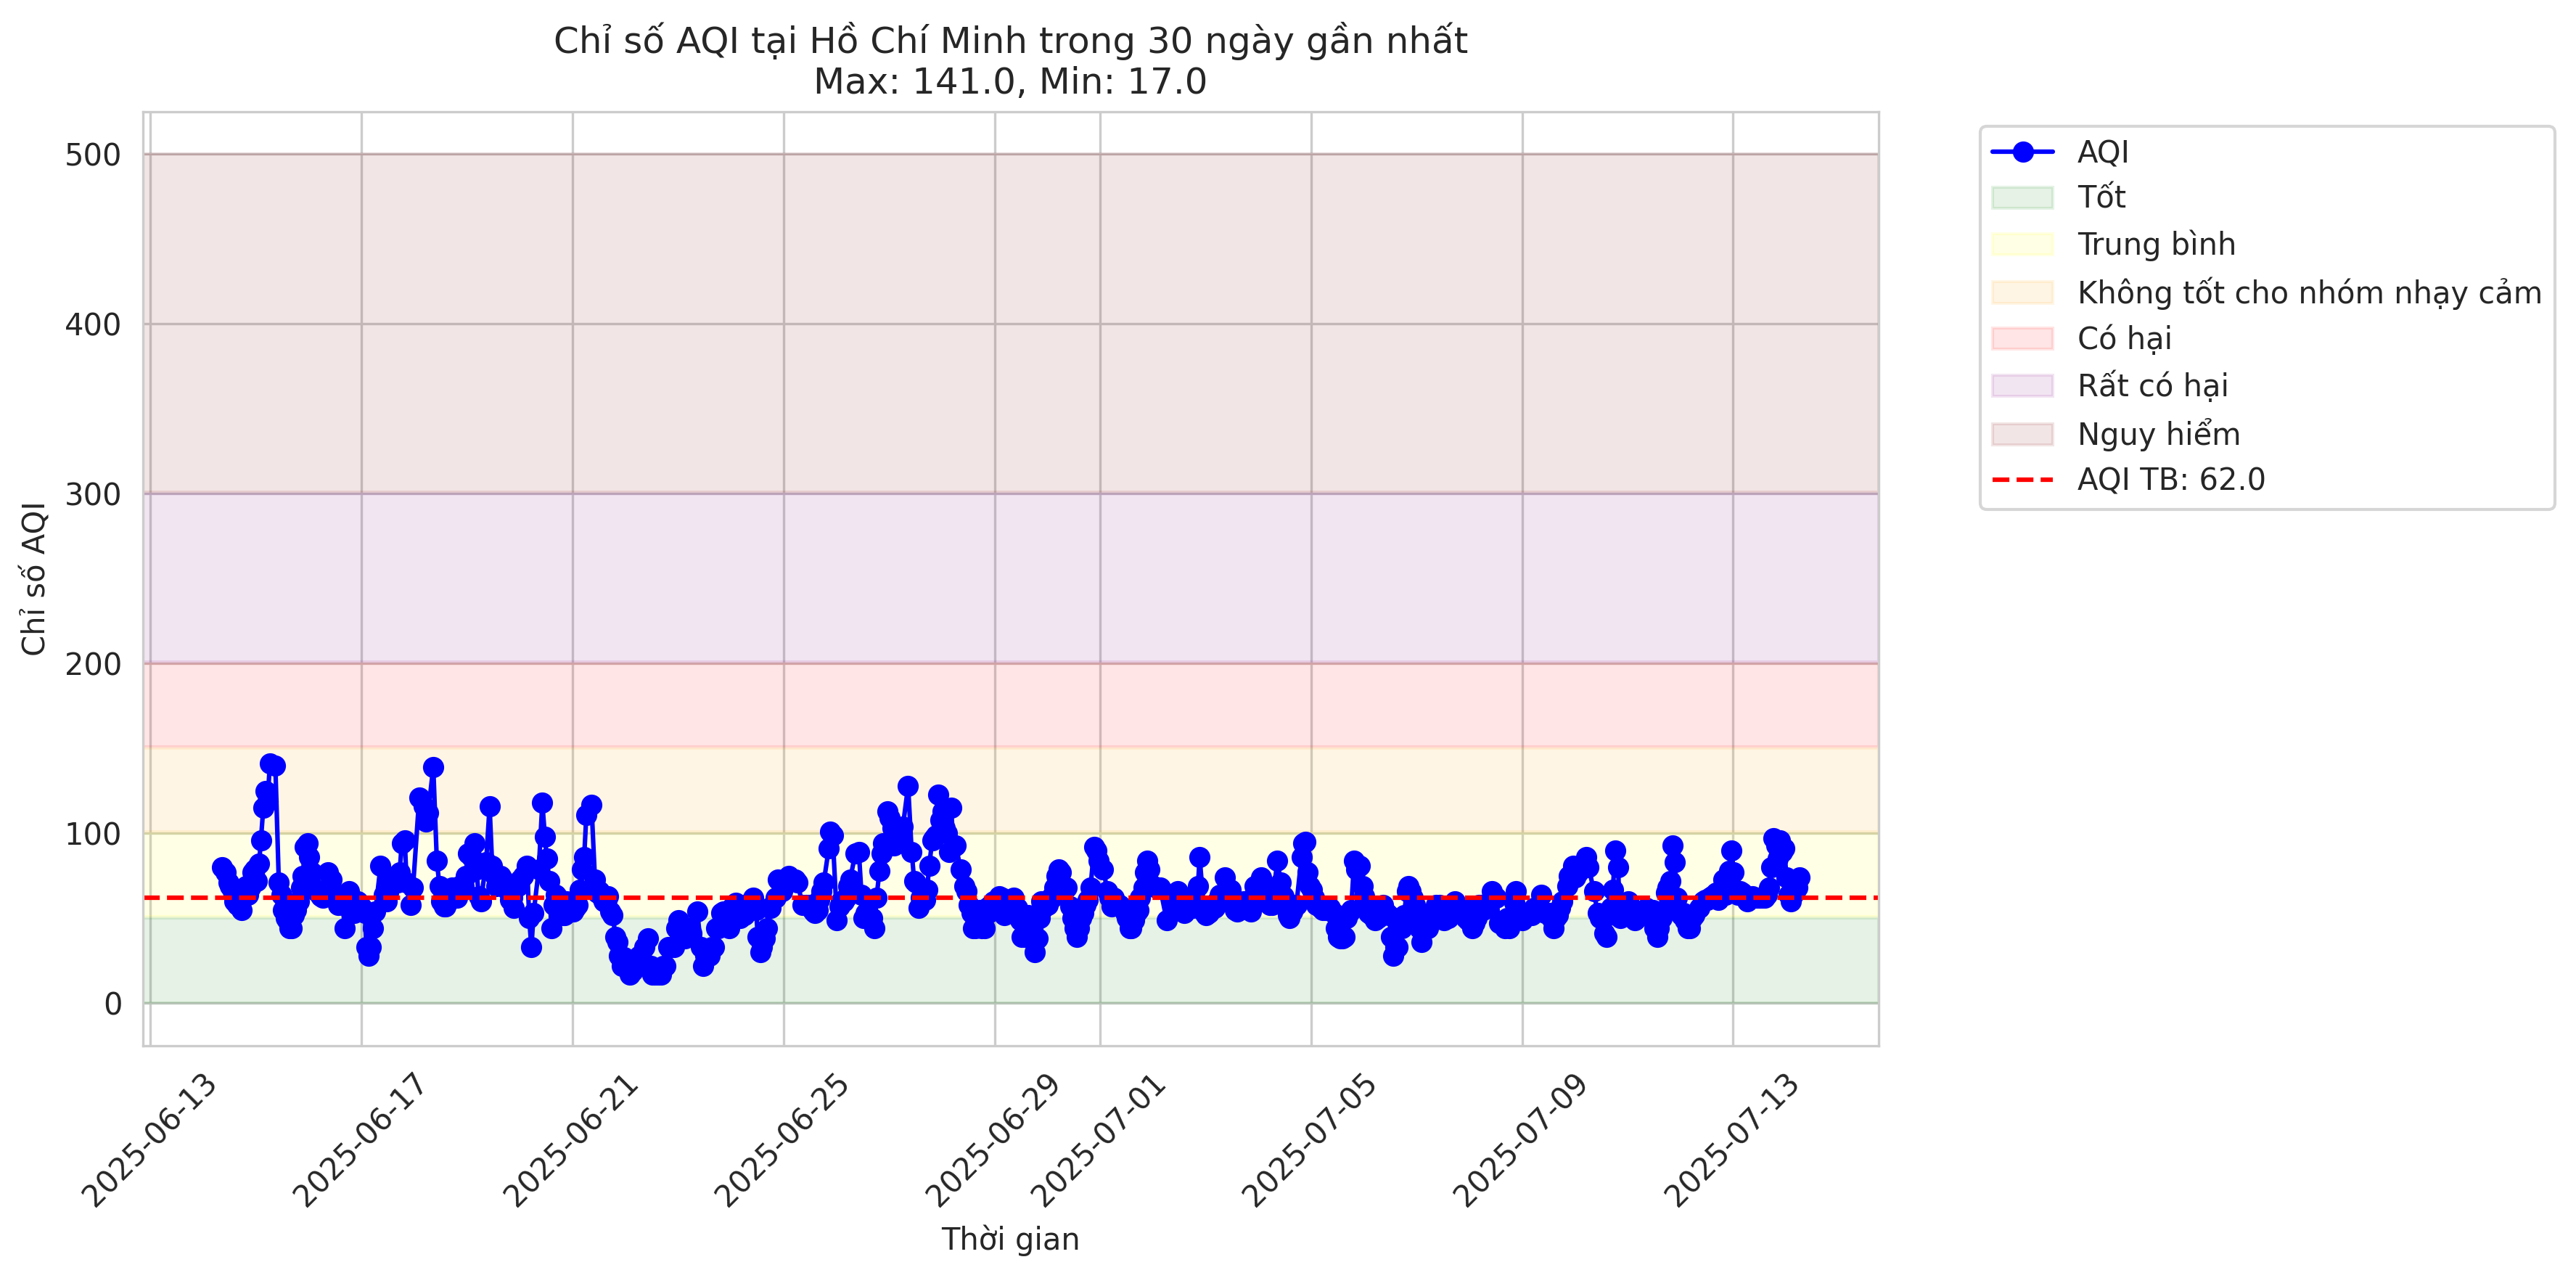 Chỉ số AQI tại Hồ Chí Minh trong 30 ngày gần nhất
Max: 141.0, Min: 17.0
Chỉ số AQI
500
400
300
200
100
0
2025-06-13
2025-06-17
2025-06-21
2025-06-25
2025-06-29
2025-07-01
2025-07-05
2025-07-09
2025-07-13
Thời gian
AQI
Tốt
Trung bình
Không tốt cho nhóm nhạy cảm
Có hại
Rất có hại
Nguy hiểm
AQI TB: 62.0